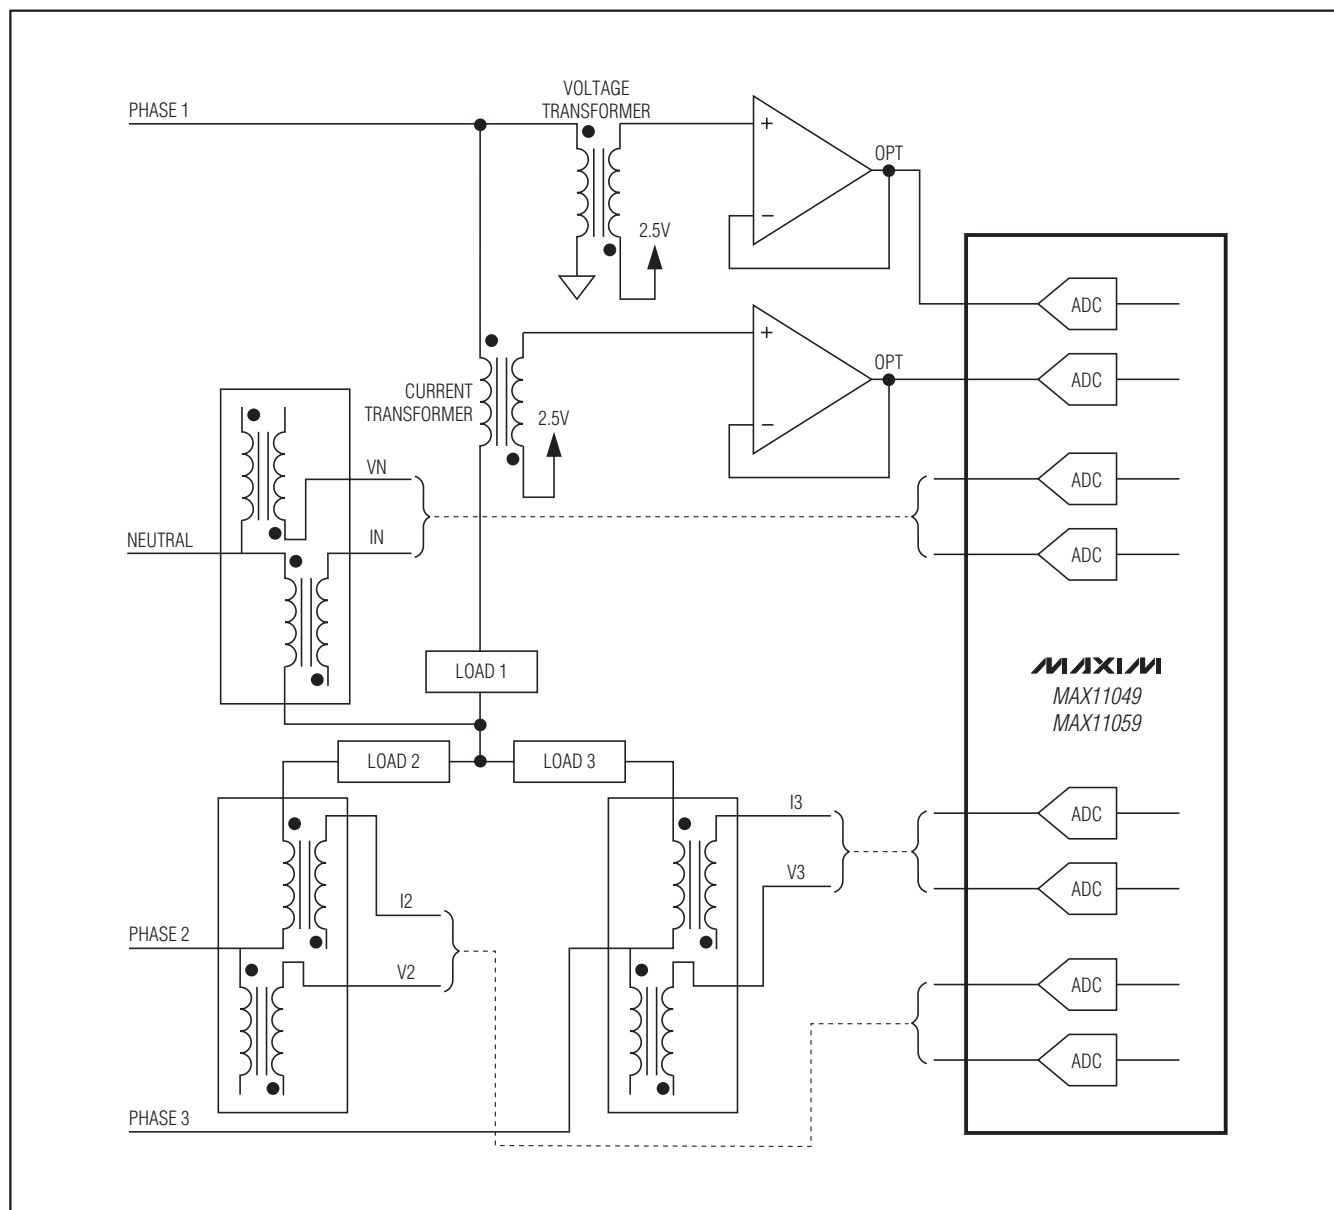 PHASE 1
VOLTAGE
TRANSFORMER
+
OPT
−
2.5V
ADC
+
OPT
−
ADC
CURRENT
TRANSFORMER
2.5V
VN
IN
NEUTRAL
ADC
ADC
LOAD 1
MAXIM
MAX11049
MAX11059
LOAD 2
LOAD 3
I3
V3
ADC
ADC
I2
V2
PHASE 2
ADC
ADC
PHASE 3